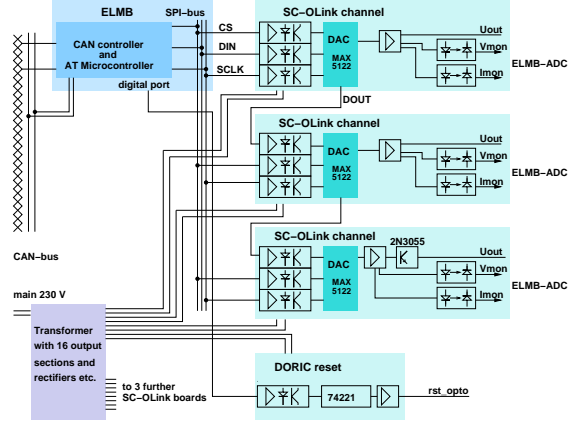 ELMB
SPI-bus
SC-OLink channel
CAN controller
and
AT Microcontroller
CS
DIN
SCLK
digital port
DAC
MAX
5122
Uout
Vmon
Imon
ELMB-ADC
DOUT
SC-OLink channel
DAC
MAX
5122
Uout
Vmon
Imon
ELMB-ADC
SC-OLink channel
DAC
MAX
5122
2N3055
Uout
Vmon
Imon
ELMB-ADC
CAN-bus
main 230 V
Transformer
with 16 output
sections and
rectifiers etc.
to 3 further
SC-OLink boards
DORIC reset
74221
rst_opto